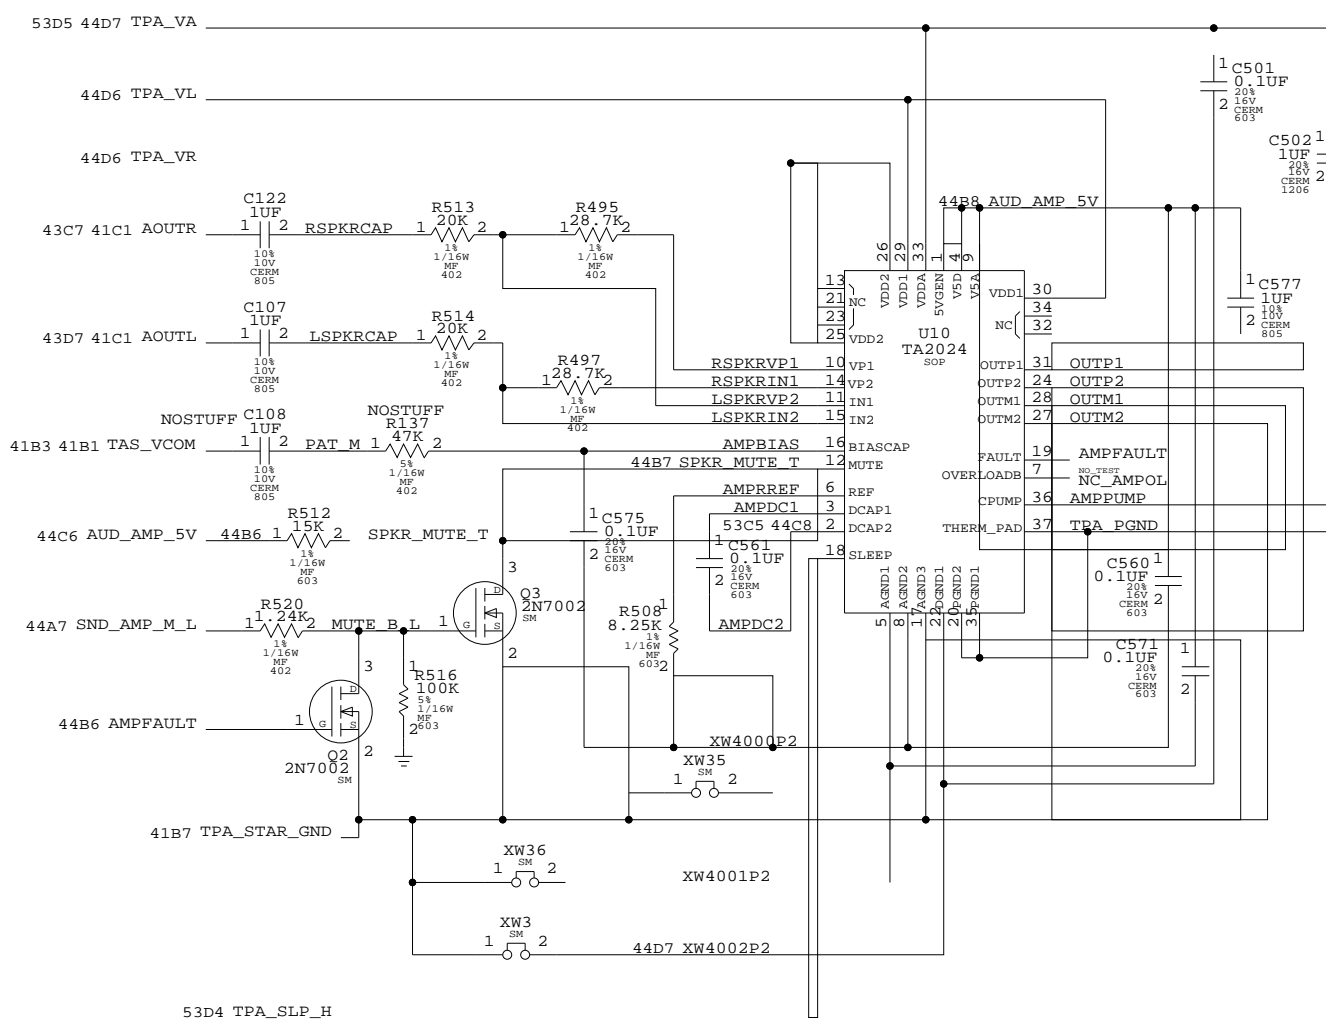 53D5 44D7 TPA_VA
1 C501
0.1UF
20%
16V
2 CERM
603
44D6 TPA_VL
C502 1
1UF
20%
16V
CERM 2
1206
44D6 TPA_VR
44B8 AUD_AMP_5V
C122
1UF
43C7 41C1 AOUTR 1 2 RSPKRCAP
10%
10V
CERM
805
R513
1 20K 2
1%
1/16W
MF
402
R495
1 28.7K 2
1%
1/16W
MF
402
C107
1UF
43D7 41C1 AOUTL 1 2 LSPKRCAP
10%
10V
CERM
805
R514
1 20K 2
1%
1/16W
MF
402
R497
1 28.7K 2
1%
1/16W
MF
402
26 29 33 1 4 9
VDD2 VDD1 VDDA 5VGEN V5D V5A
13
21 NC
23
25 VDD2
U10
TA2024
SOP
VDD1 30
34
NC 32
1 C577
1UF
10%
10V
2 CERM
805
RSPKRVP1 10 VP1
RSPKRIN1 14 VP2
LSPKRVP2 11 IN1
LSPKRIN2 15 IN2
OUTP1 31 OUTP1
OUTP2 24 OUTP2
OUTM1 28 OUTM1
OUTM2 27 OUTM2
NOSTUFF C108
1UF
41B3 41B1 TAS_VCOM 1 2 PAT_M
10%
10V
CERM
805
NOSTUFF
R137
1 47K 2
5%
1/16W
MF
402
AMPBIAS 16 BIASCAP
44B7 SPKR_MUTE_T 12 MUTE
AMPRREF 6 REF
AMPDC1 3 DCAP1
53C5 44C8 2 DCAP2
18 SLEEP
FAULT 19 AMPFAULT
OVERLOADB 7 NO_TEST
NC_AMPOL
CPUMP 36 AMPPUMP
THERM_PAD 37 TPA_PGND
R512
44C6 AUD_AMP_5V 44B6 1 15K 2 SPKR_MUTE_T
1%
1/16W
MF
603
1 C575
0.1UF
20%
16V
2 CERM
603
1 C561
0.1UF
20%
16V
2 CERM
603
AMPDC2
C560 1
0.1UF
20%
16V
CERM 2
603
AGND1 AGND2 AGND3 DGND1 PGND2 PGND1
5 8 17 22 20 35
3
Q3
D
2N7002
SM
G S
1
2
R520
44A7 SND_AMP_M_L 1 1.24K 2 MUTE_B_L
1%
1/16W
MF
402
R508 1
8.25K
1%
1/16W
MF
603 2
C571
0.1UF 1
20%
16V
CERM 2
603
3
1 R516
100K
5%
1/16W
MF
2 603
44B6 AMPFAULT 1
D
G S
2
Q2
2N7002
SM
XW4000P2
XW35
SM
1 2
41B7 TPA_STAR_GND
XW36
SM
1 2
XW4001P2
XW3
SM
1 2
44D7 XW4002P2
53D4 TPA_SLP_H